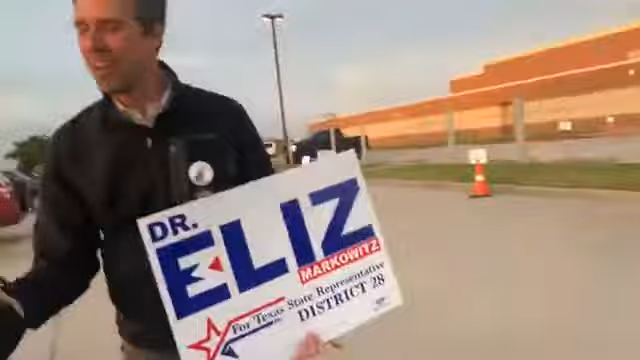 DR.
ELIZ
MARKOWITZ
For Texas State Representative
DISTRICT 28